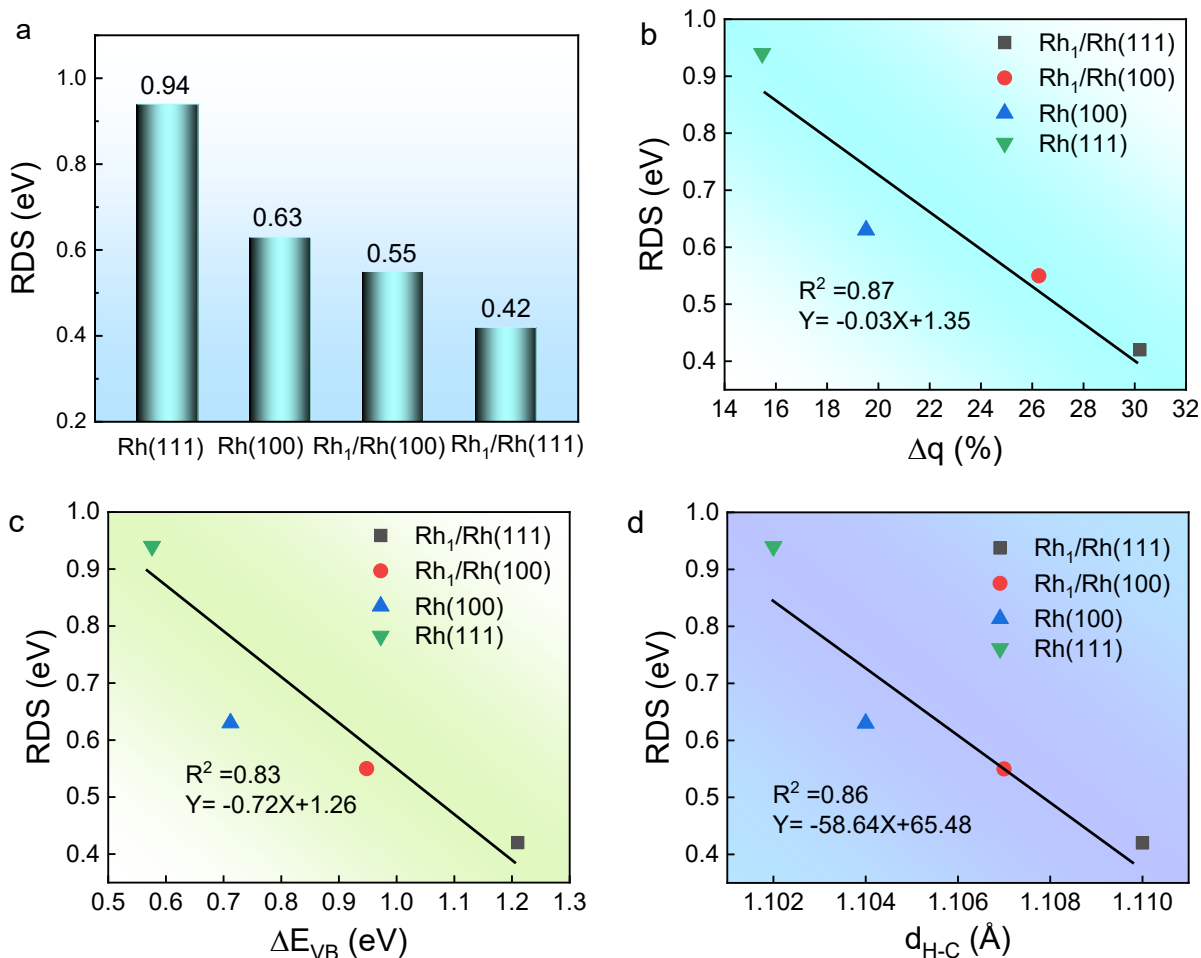 a
RDS (eV)
1.0
0.8
0.6
0.4
0.2
0.94
0.63
0.55
0.42
Rh(111)
Rh(100)
Rh₁/Rh(100)
Rh₁/Rh(111)
b
RDS (eV)
1.0
0.9
0.8
0.7
0.6
0.5
0.4
Rh₁/Rh(111)
Rh₁/Rh(100)
Rh(100)
Rh(111)
R² =0.87
Y= -0.03X+1.35
14 16 18 20 22 24 26 28 30 32
Δq (%)
c
RDS (eV)
1.0
0.9
0.8
0.7
0.6
0.5
0.4
Rh₁/Rh(111)
Rh₁/Rh(100)
Rh(100)
Rh(111)
R² =0.83
Y= -0.72X+1.26
0.5 0.6 0.7 0.8 0.9 1.0 1.1 1.2 1.3
ΔE_VB (eV)
d
RDS (eV)
1.0
0.9
0.8
0.7
0.6
0.5
0.4
Rh₁/Rh(111)
Rh₁/Rh(100)
Rh(100)
Rh(111)
R² =0.86
Y= -58.64X+65.48
1.102 1.104 1.106 1.108 1.110
d_H-C (Å)